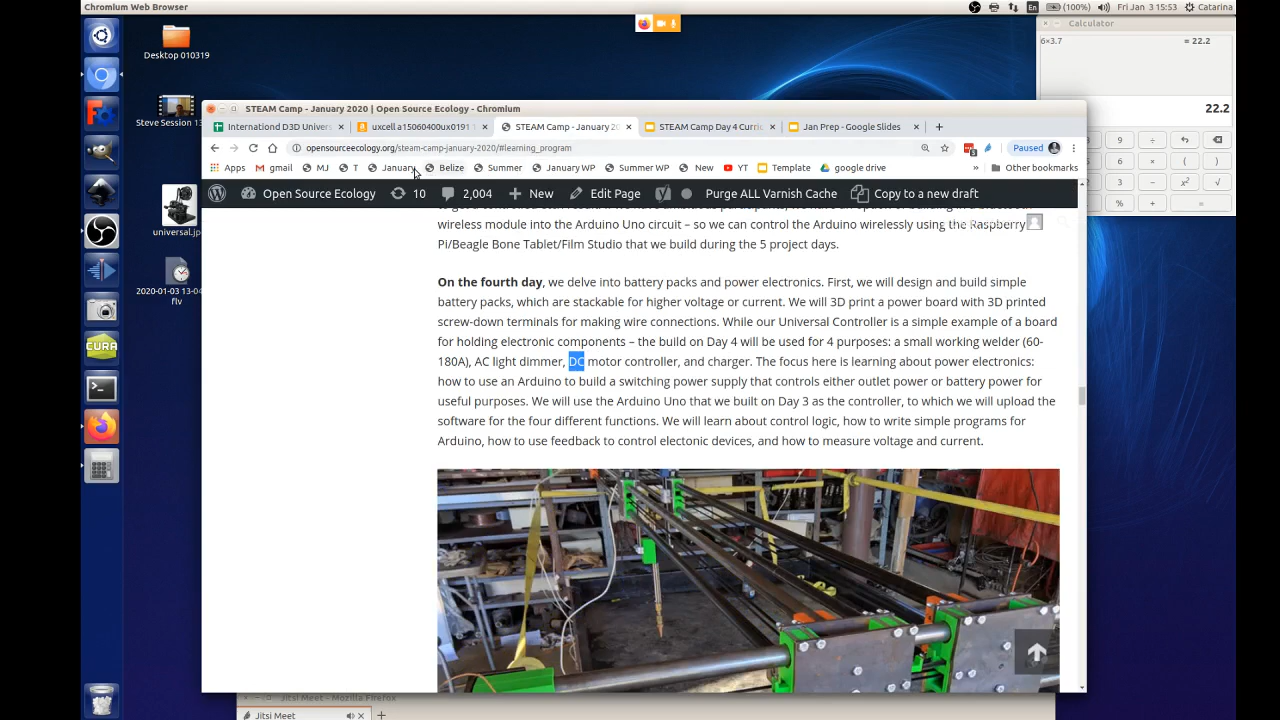 Chromium Web Browser
En
(100%)
Fri Jan 3 15:53
Catarina
Desktop 010319
Steve Session 13
universal.jp
2020-01-03 13-04
flv
CURA
Calculator
6×3.7
= 22.2
22.2
9
÷
6
×
(
)
x²
√
3
-
%
+
=
STEAM Camp - January 2020 | Open Source Ecology - Chromium
Internationd D3D Univers
uxcell a15060400ux0191
STEAM Camp - January 20
STEAM Camp Day 4 Curri
Jan Prep - Google Slides
opensourceecology.org/steam-camp-january-2020/#learning_program
Paused
Apps
gmail
MJ
January
Belize
Summer
January WP
Summer WP
New
YT
Template
google drive
Other bookmarks
Open Source Ecology
10
2,004
New
Edit Page
Purge ALL Varnish Cache
Copy to a new draft
wireless module into the Arduino Uno circuit – so we can control the Arduino wirelessly using the Raspberry
Pi/Beagle Bone Tablet/Film Studio that we build during the 5 project days.
On the fourth day, we delve into battery packs and power electronics. First, we will design and build simple
battery packs, which are stackable for higher voltage or current. We will 3D print a power board with 3D printed
screw-down terminals for making wire connections. While our Universal Controller is a simple example of a board
for holding electronic components – the build on Day 4 will be used for 4 purposes: a small working welder (60-
180A), AC light dimmer, DC motor controller, and charger. The focus here is learning about power electronics:
how to use an Arduino to build a switching power supply that controls either outlet power or battery power for
useful purposes. We will use the Arduino Uno that we built on Day 3 as the controller, to which we will upload the
software for the four different functions. We will learn about control logic, how to write simple programs for
Arduino, how to use feedback to control electonic devices, and how to measure voltage and current.
Jitsi Meet - Mozilla Firefox
Jitsi Meet